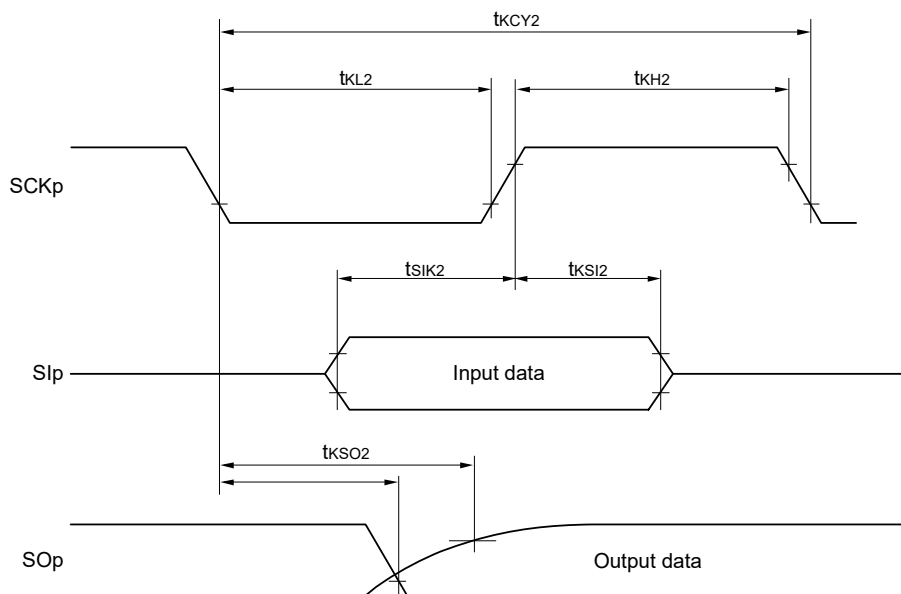 tKCY2
tKL2
tKH2
SCKp
tSIK2
tKSI2
SIp
Input data
tKSO2
SOp
Output data